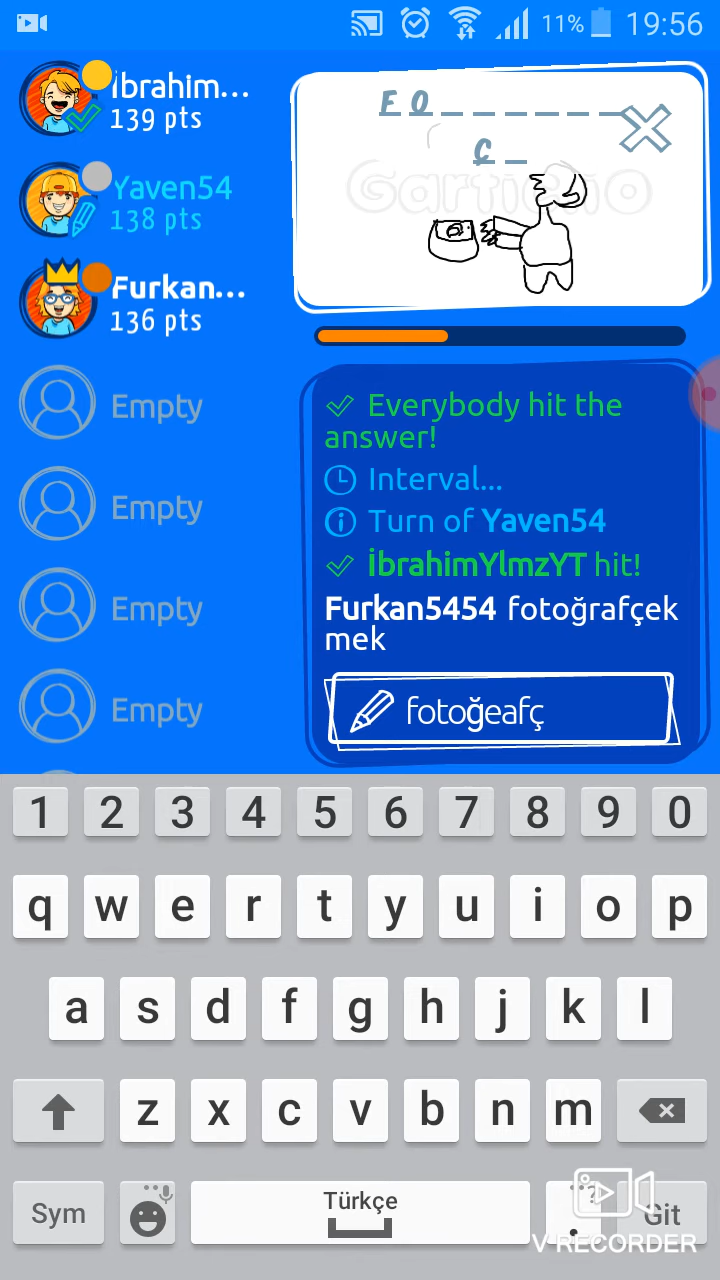 11% 19:56
İbrahim...
139 pts
Yaven54
138 pts
Furkan...
136 pts
Empty
Empty
Empty
Empty
F O _ _ _ _ _ _
Ç _
Gartic.io
Everybody hit the
answer!
Interval...
Turn of Yaven54
İbrahimYlmzYT hit!
Furkan5454 fotoğrafçek
mek
fotoğeafç
1 2 3 4 5 6 7 8 9 0
q w e r t y u i o p
a s d f g h j k l
z x c v b n m
Sym
Türkçe
. ?
Git
V RECORDER